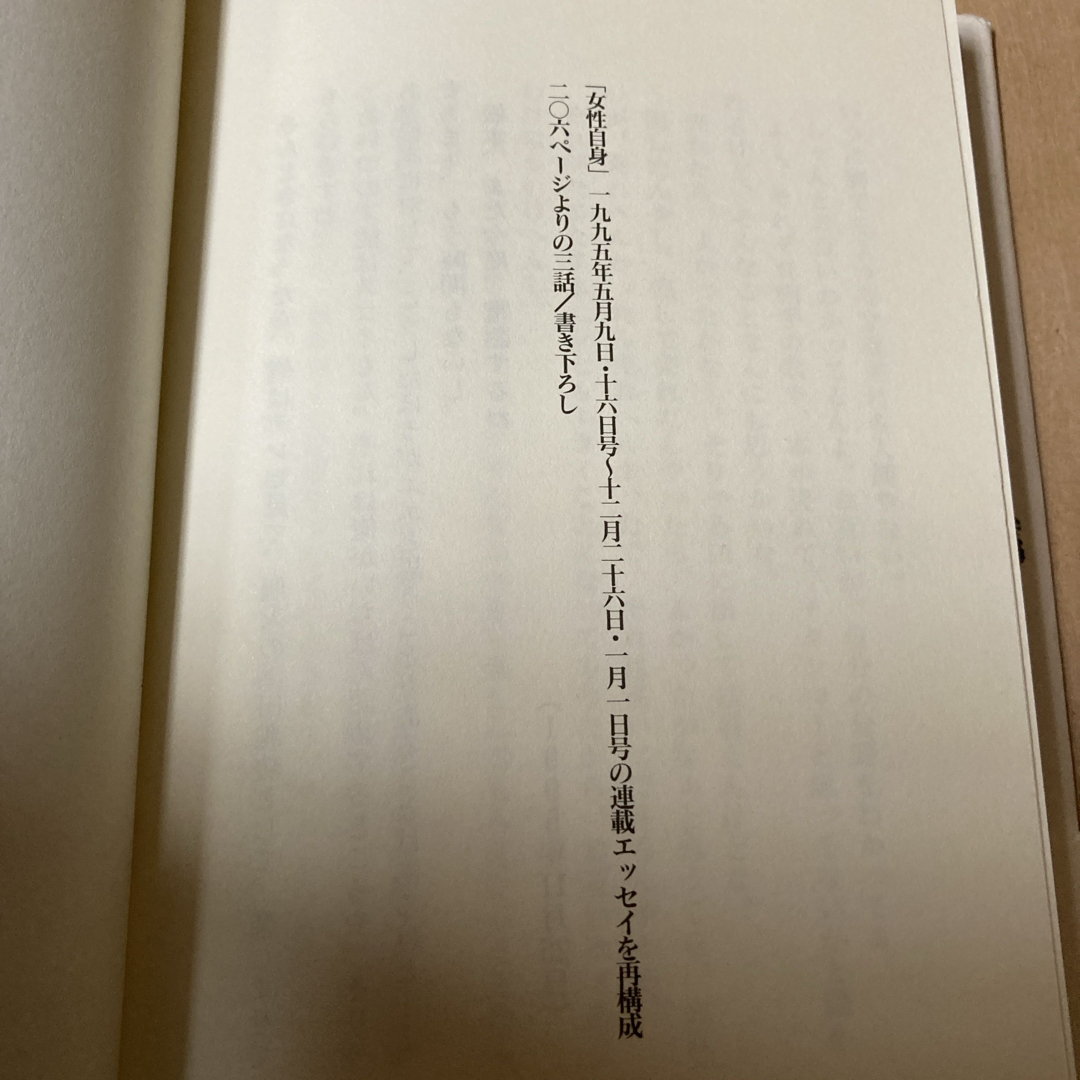 「女性自身」一九九五年五月九日・十六日号〜十二月二十六日・一月一日号の連載エッセイを再構成
二〇六ページよりの三話/書き下ろし